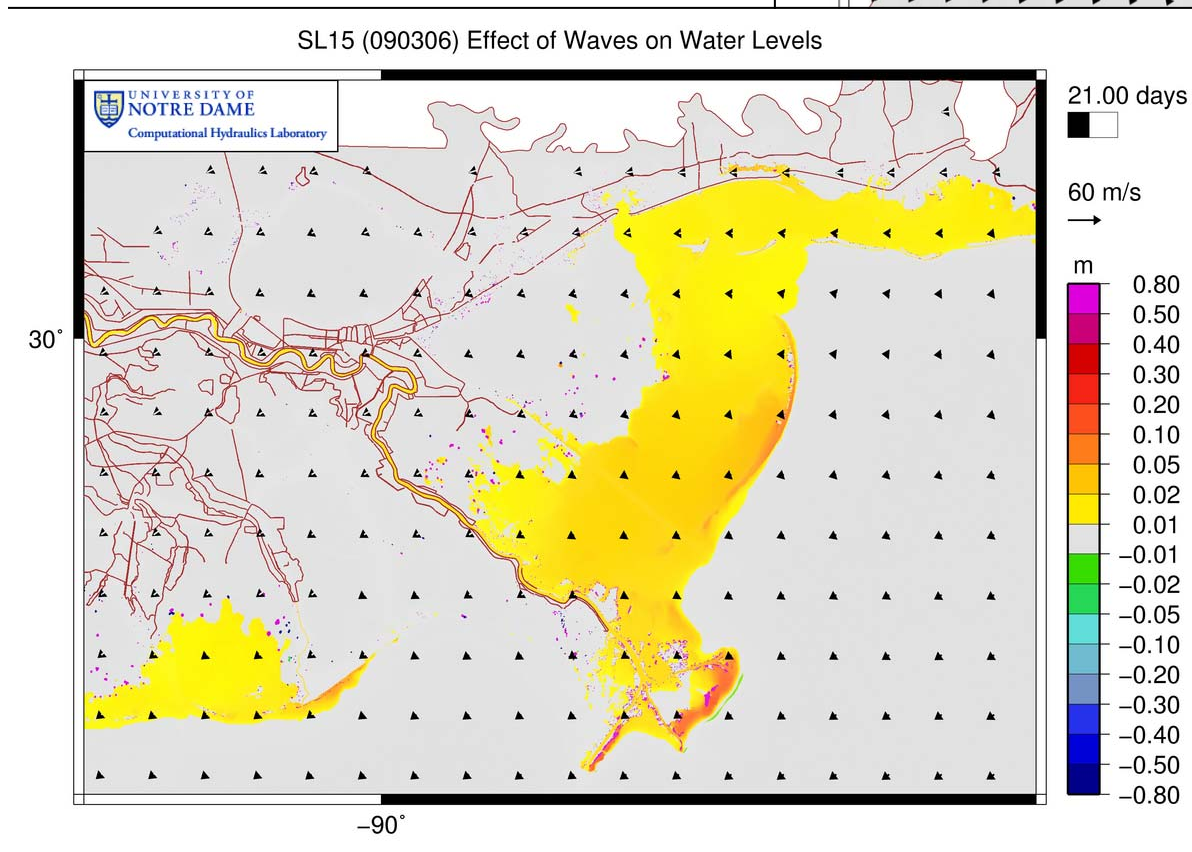 SL15 (090306) Effect of Waves on Water Levels
UNIVERSITY OF
NOTRE DAME
Computational Hydraulics Laboratory
21.00 days
60 m/s
m
0.80
0.50
0.40
0.30
0.20
0.10
0.05
0.02
0.01
−0.01
−0.02
−0.05
−0.10
−0.20
−0.30
−0.40
−0.50
−0.80
30˚
−90˚